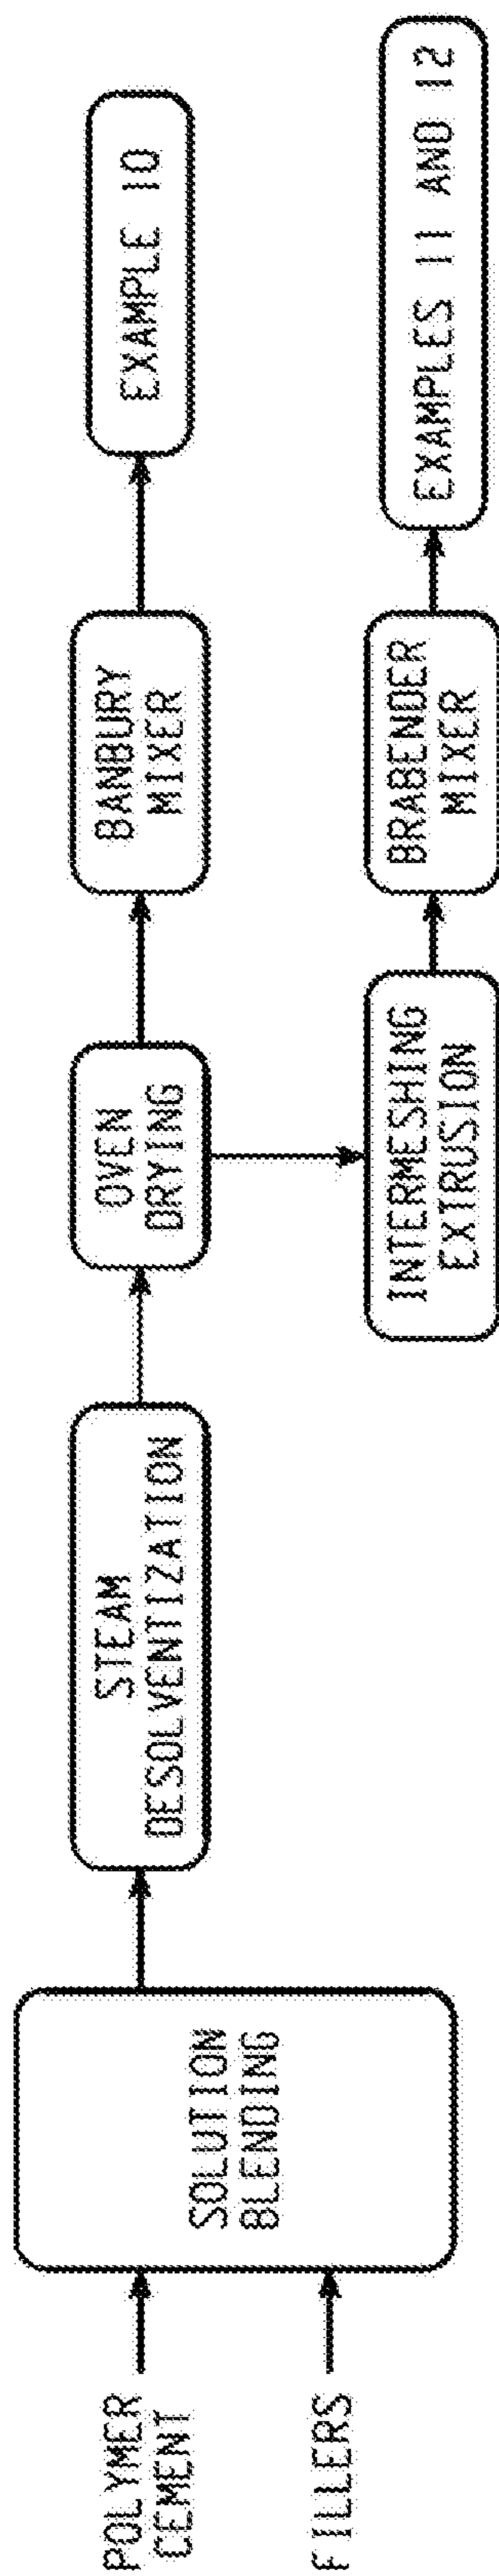 POLYMER
CEMENT
FILLERS
SOLUTION
BLENDING
STEAM
DESOLVENTIZATION
OVEN
DRYING
BANBURY
MIXER
EXAMPLE 10
INTERMESHING
EXTRUSION
BRABENDER
MIXER
EXAMPLES 11 AND 12